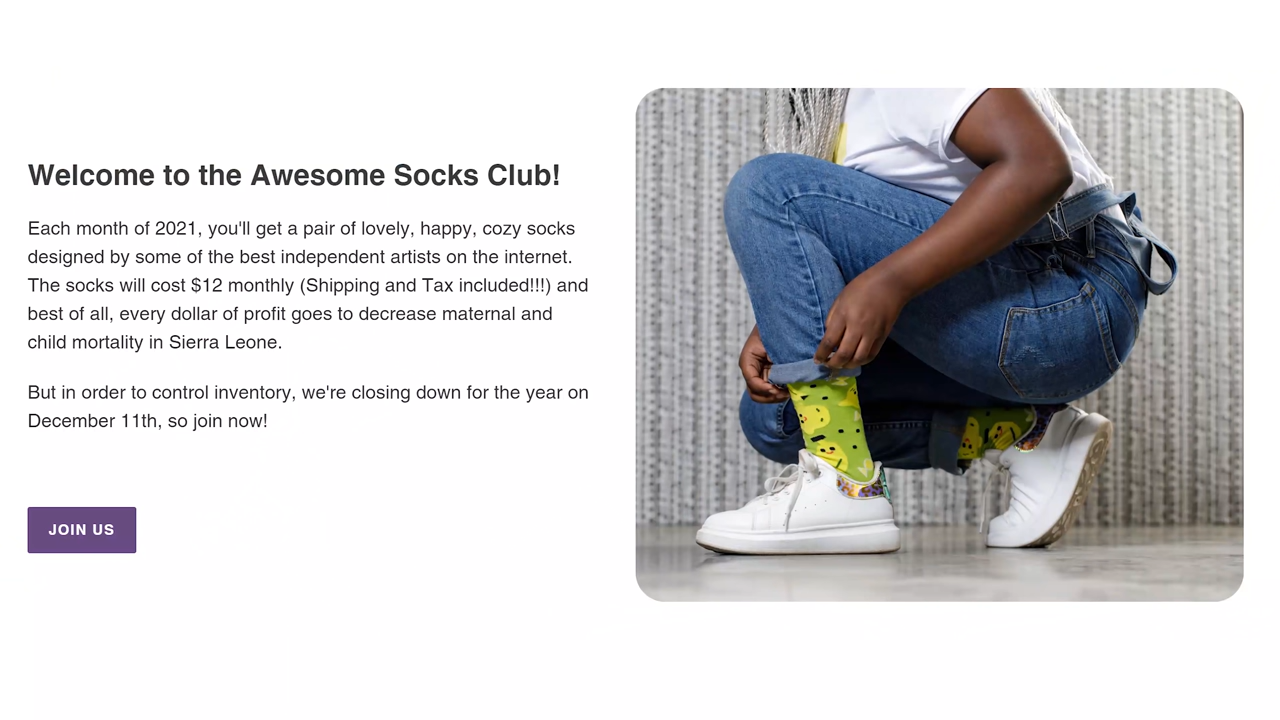 Welcome to the Awesome Socks Club!
Each month of 2021, you'll get a pair of lovely, happy, cozy socks
designed by some of the best independent artists on the internet.
The socks will cost $12 monthly (Shipping and Tax included!!!) and
best of all, every dollar of profit goes to decrease maternal and
child mortality in Sierra Leone.
But in order to control inventory, we're closing down for the year on
December 11th, so join now!
JOIN US